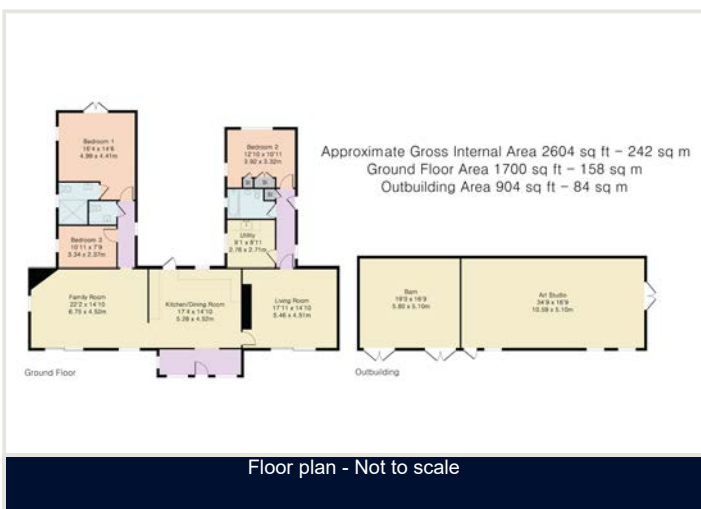 Bedroom 1
16'4 x 14'6
4.99 x 4.41m
Bedroom 2
12'10 x 10'11
3.92 x 3.32m
Approximate Gross Internal Area 2604 sq ft - 242 sq m
Ground Floor Area 1700 sq ft - 158 sq m
Outbuilding Area 904 sq ft - 84 sq m
Bedroom 3
10'11 x 7'9
3.34 x 2.37m
Utility
9'1 x 8'11
2.76 x 2.71m
Family Room
22'2 x 14'10
6.75 x 4.52m
Kitchen/Dining Room
17'4 x 14'10
5.28 x 4.52m
Living Room
17'11 x 14'10
5.46 x 4.51m
Barn
19'0 x 16'9
5.80 x 5.10m
Art Studio
34'9 x 16'9
10.59 x 5.10m
Ground Floor
Outbuilding
Floor plan - Not to scale